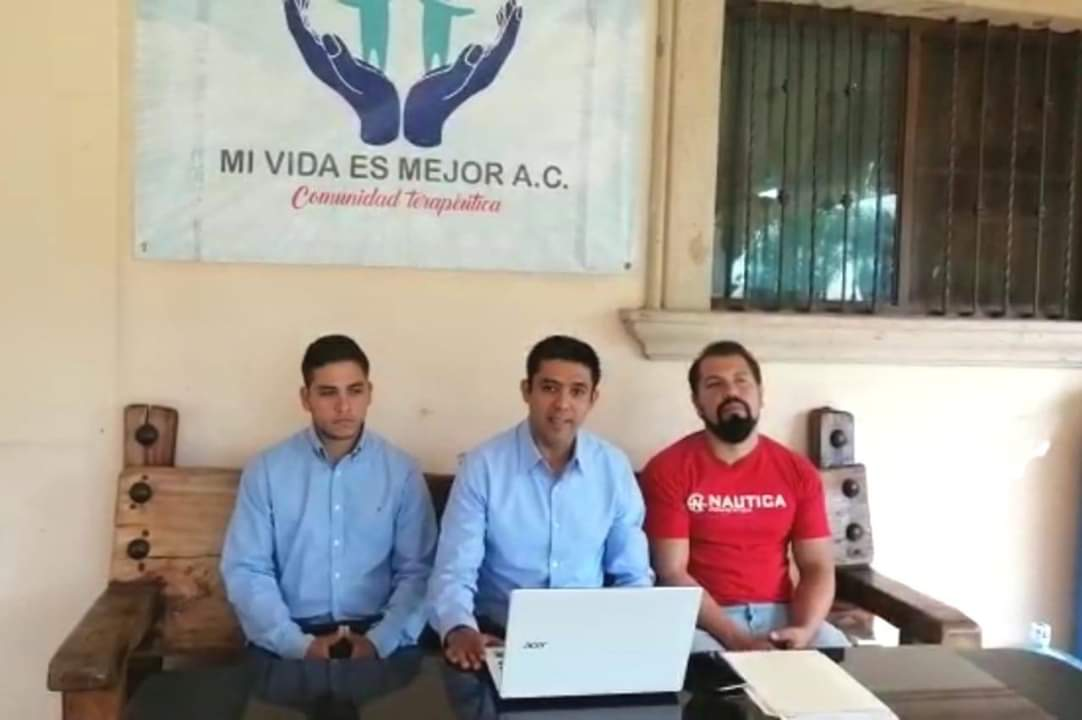 MI VIDA ES MEJOR A.C.
Comunidad Terapéutica
NAUTICA
acer